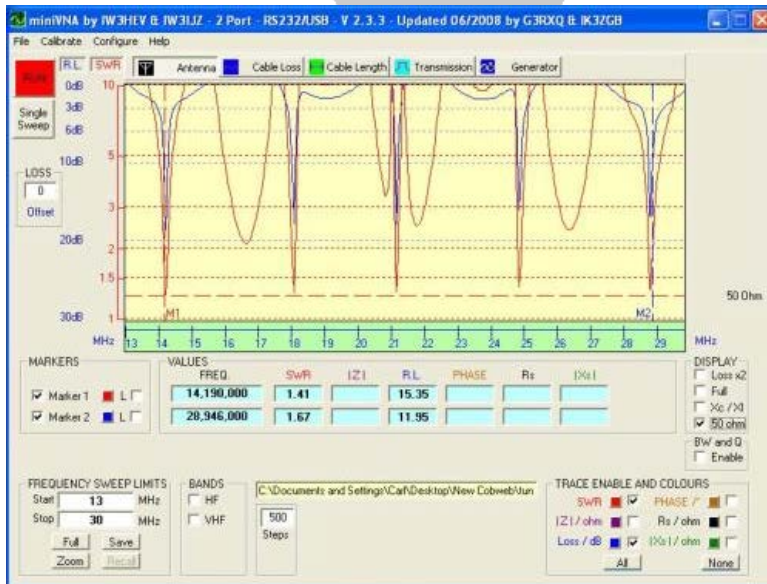 miniVNA by IW3HEV & IW3IJZ - 2 Port - RS232/USB - V 2.3.3 - Updated 06/2008 by G3RXQ & IK3ZGB
File Calibrate Configure Help
RUN
Single Sweep
R.L SWR
Antenna Cable Loss Cable Length Transmission Generator
0dB 10
3dB
6dB
10dB 5
LOSS
0
Offset
3
20dB
2
1.5
30dB 1
M1 M2
50 Ohm
MHz 13 14 15 16 17 18 19 20 21 22 23 24 25 26 27 28 29 MHz
MARKERS
Marker 1 L
Marker 2 L
VALUES
FREQ. SWR |Z| R.L PHASE Rs |Xs|
14,190,000 1.41 15.35
28,946,000 1.67 11.95
DISPLAY
Loss x2
Full
Xc / Xl
50 ohm
BW and Q
Enable
FREQUENCY SWEEP LIMITS
Start 13 MHz
Stop 30 MHz
Full Save
Zoom Recall
BANDS
HF
VHF
C:\Documents and Settings\Carl\Desktop\New Cobweb\tun
500
Steps
TRACE ENABLE AND COLOURS
SWR PHASE /°
|Z| / ohm Rs / ohm
Loss / dB |Xs| / ohm
All None